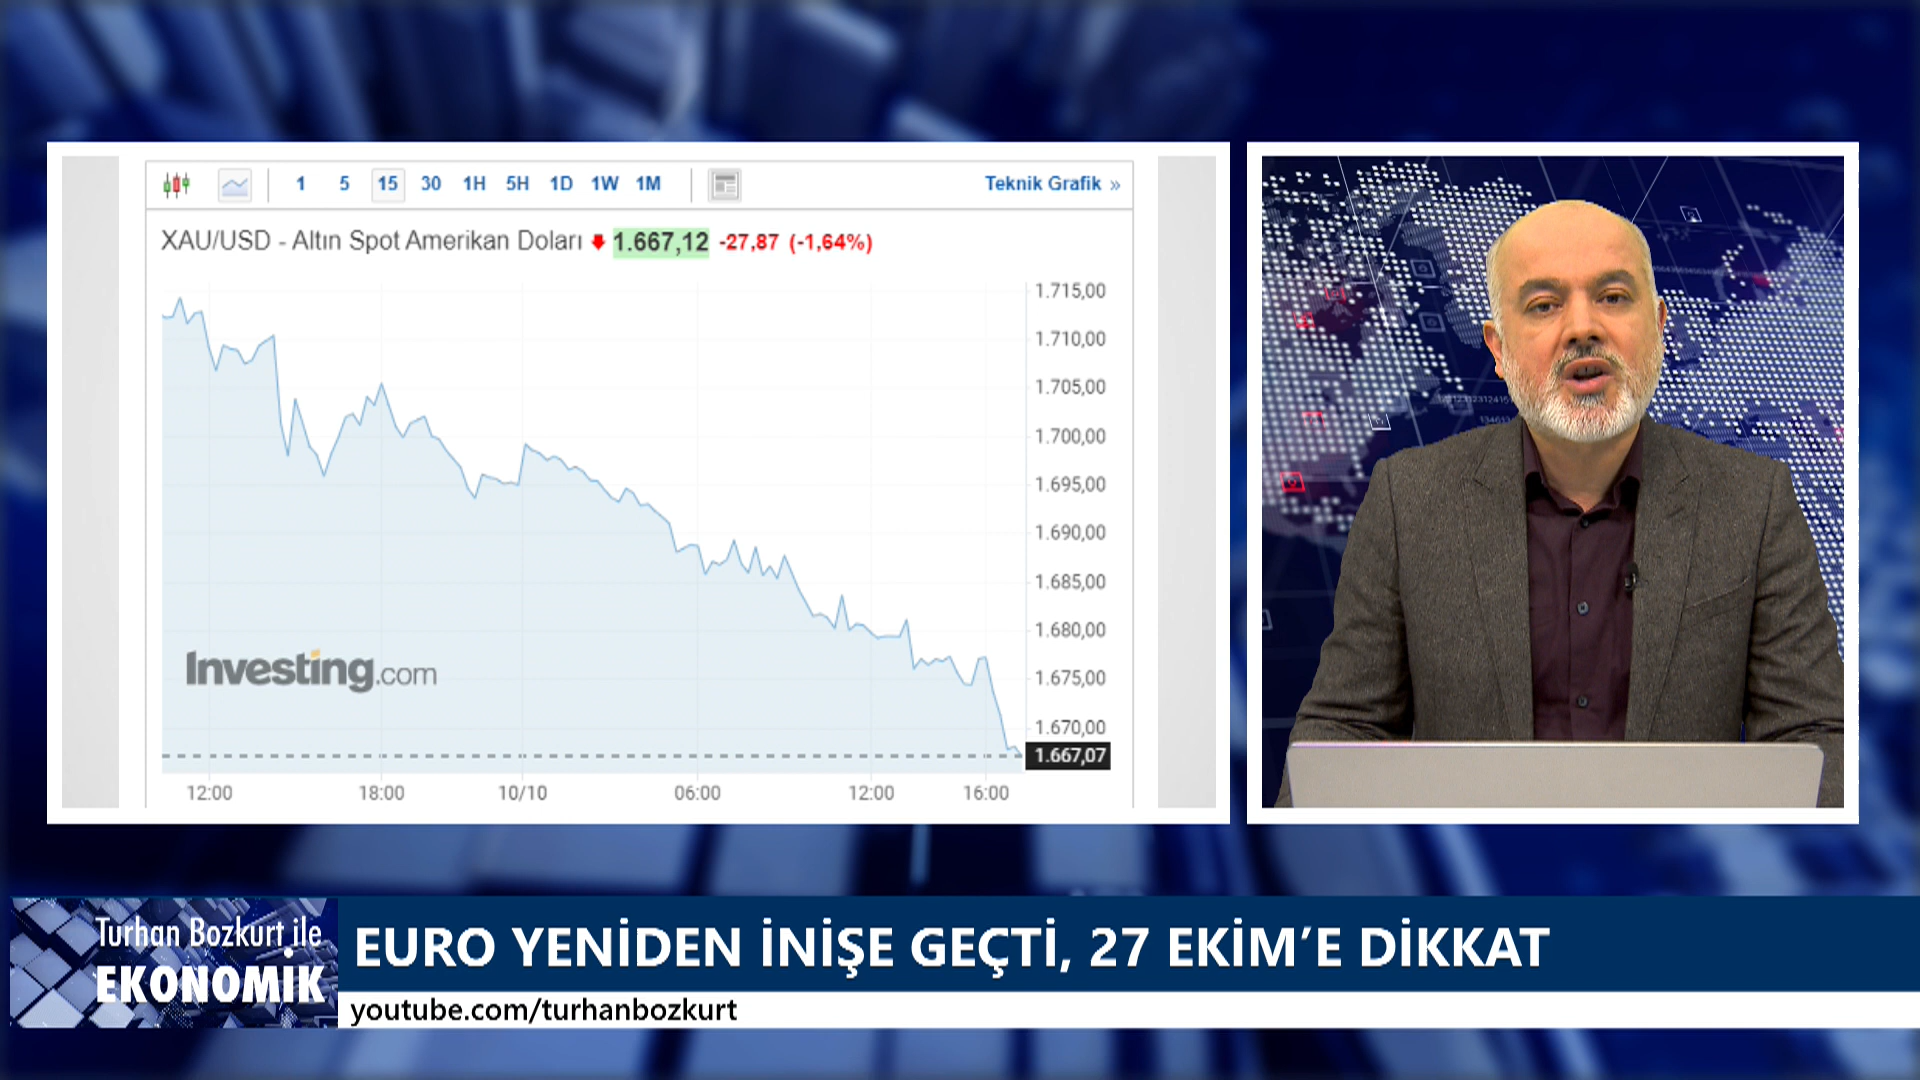 1 5 15 30 1H 5H 1D 1W 1M Teknik Grafik »
XAU/USD - Altın Spot Amerikan Doları 1.667,12 -27,87 (-1,64%)
1.715,00
1.710,00
1.705,00
1.700,00
1.695,00
1.690,00
1.685,00
1.680,00
1.675,00
1.670,00
1.667,07
Investing.com
12:00 18:00 10/10 06:00 12:00 16:00
Turhan Bozkurt ile
EKONOMİK
EURO YENİDEN İNİŞE GEÇTİ, 27 EKİM’E DİKKAT
youtube.com/turhanbozkurt